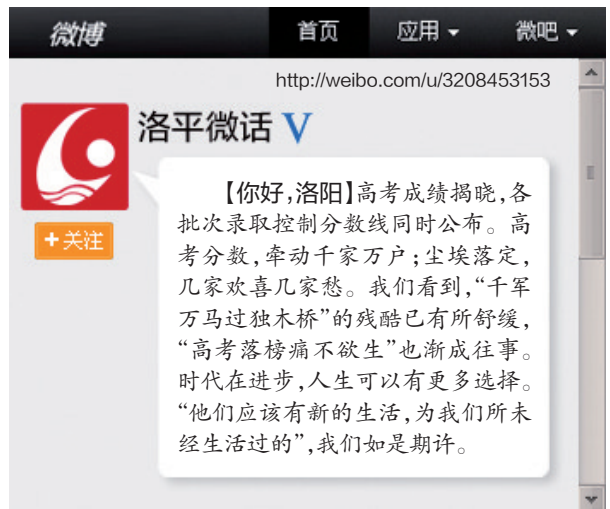 微博 首页 应用 微吧
http://weibo.com/u/3208453153
洛平微话 V
+关注
【你好,洛阳】高考成绩揭晓,各
批次录取控制分数线同时公布。高
考分数,牵动千家万户;尘埃落定,
几家欢喜几家愁。我们看到,“千军
万马过独木桥”的残酷已有所舒缓,
“高考落榜痛不欲生”也渐成往事。
时代在进步,人生可以有更多选择。
“他们应该有新的生活,为我们所未
经生活过的”,我们如是期许。